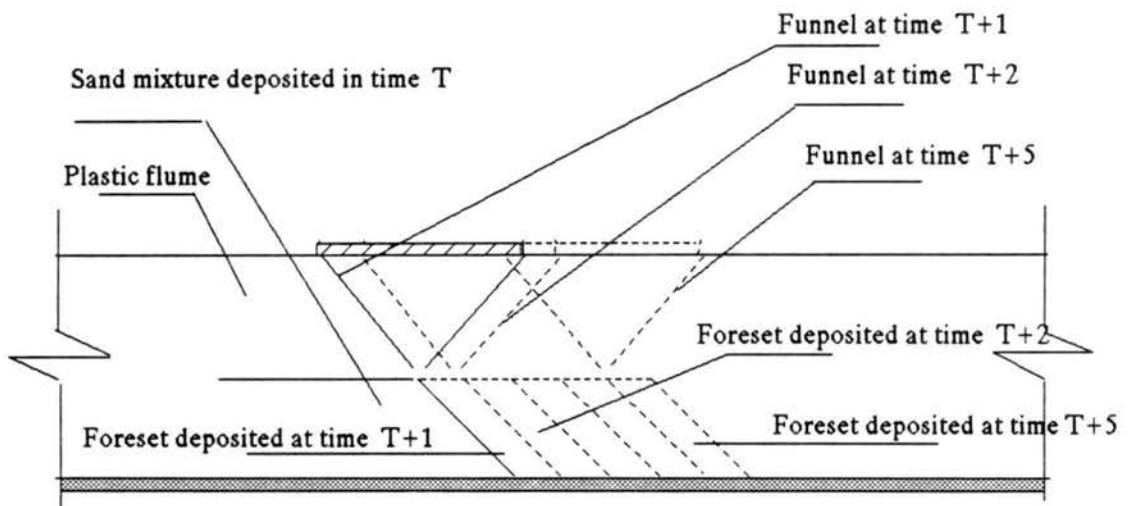 Funnel at time T+1
Sand mixture deposited in time T
Funnel at time T+2
Plastic flume
Funnel at time T+5
Foreset deposited at time T+2
Foreset deposited at time T+1
Foreset deposited at time T+5